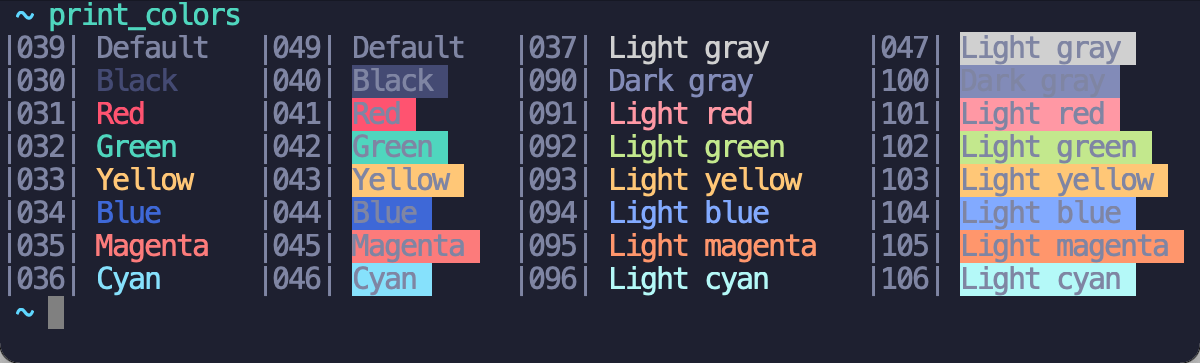 ~ print_colors
|039| Default |049| Default |037| Light gray |047| Light gray
|030| Black |040| Black |090| Dark gray |100| Dark gray
|031| Red |041| Red |091| Light red |101| Light red
|032| Green |042| Green |092| Light green |102| Light green
|033| Yellow |043| Yellow |093| Light yellow |103| Light yellow
|034| Blue |044| Blue |094| Light blue |104| Light blue
|035| Magenta |045| Magenta |095| Light magenta |105| Light magenta
|036| Cyan |046| Cyan |096| Light cyan |106| Light cyan
~